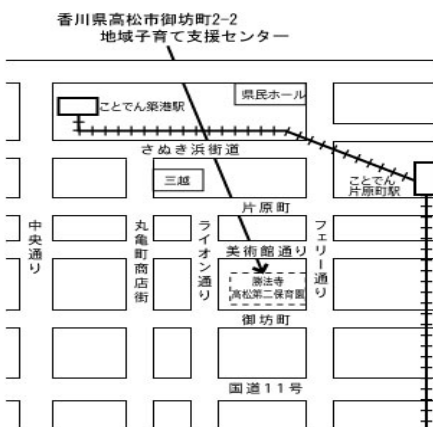 香川県高松市御坊町2-2
地域子育て支援センター
県民ホール
ことでん築港駅
さぬき浜街道
ことでん
片原町駅
三越
片原町
中央通り
丸亀町商店街
ライオン通り
フェリー通り
美術館通り
勝法寺
高松第二保育園
御坊町
国道11号